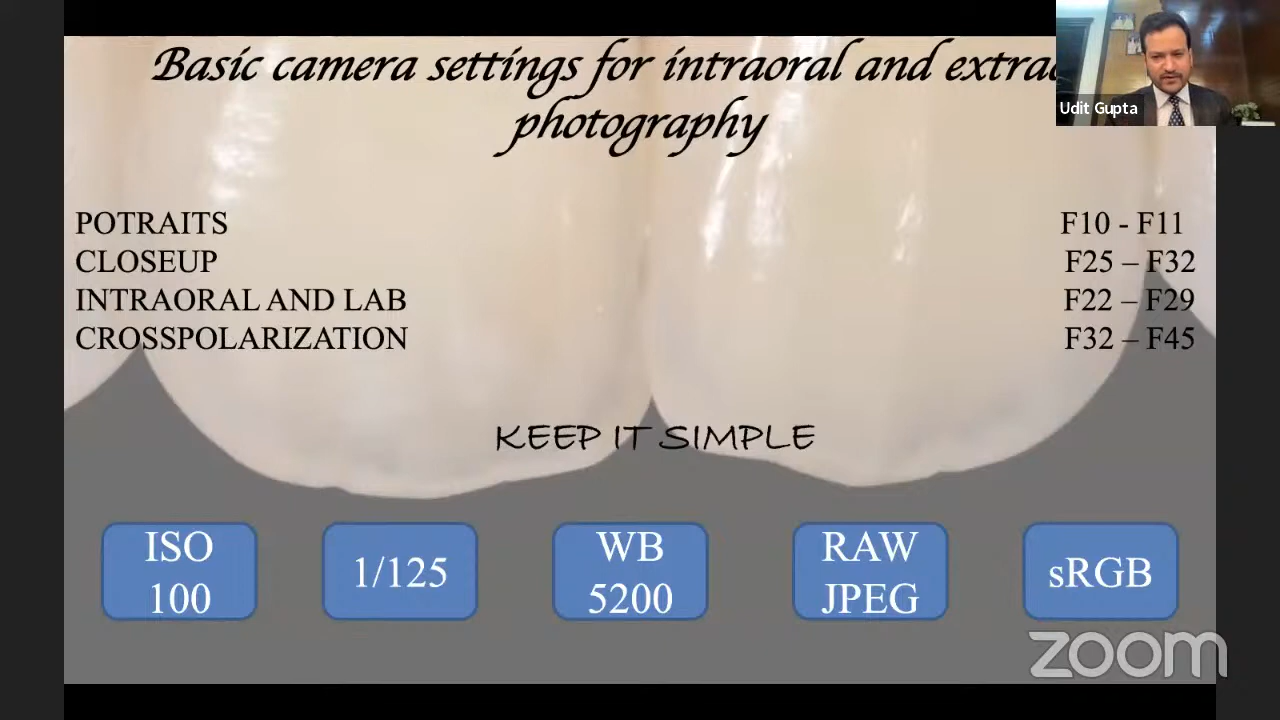 Basic camera settings for intraoral and
photography
Udit Gupta
POTRAITS F10 - F11
CLOSEUP F25 – F32
INTRAORAL AND LAB F22 – F29
CROSSPOLARIZATION F32 – F45
KEEP IT SIMPLE
ISO
100
1/125
WB
5200
RAW
JPEG
sRGB
zoom